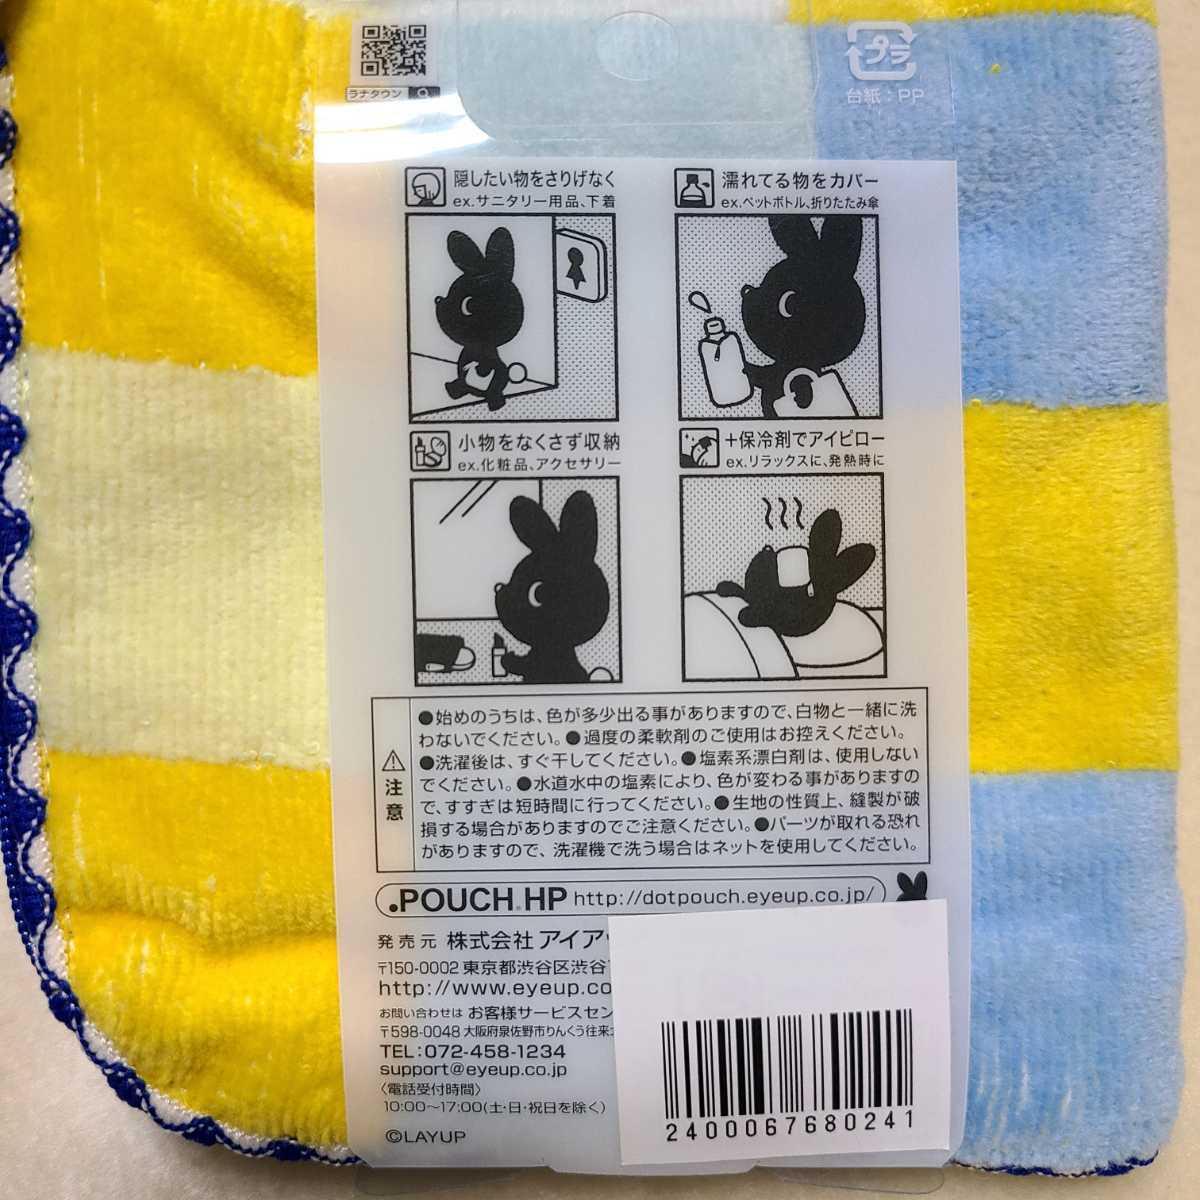 ラナタウン
プラ
台紙：PP
隠したい物をさりげなく
ex.サニタリー用品、下着
濡れてる物をカバー
ex.ペットボトル、折りたたみ傘
小物をなくさず収納
ex.化粧品、アクセサリー
＋保冷剤でアイピロー
ex.リラックスに、発熱時に
注意
●始めのうちは、色が多少出る事がありますので、白物と一緒に洗
わないでください。●過度の柔軟剤のご使用はお控えください。
●洗濯後は、すぐ干してください。●塩素系漂白剤は、使用しない
でください。●水道水中の塩素により、色が変わる事がありますの
で、すすぎは短時間に行ってください。●生地の性質上、縫製が破
損する場合がありますのでご注意ください。●パーツが取れる恐れ
がありますので、洗濯機で洗う場合はネットを使用してください。
.POUCH HP http://dotpouch.eyeup.co.jp/
発売元 株式会社 アイア
〒150-0002 東京都渋谷区渋谷
http://www.eyeup.co
お問い合わせは お客様サービスセン
〒598-0048 大阪府泉佐野市りんくう往来
TEL：072-458-1234
support@eyeup.co.jp
〈電話受付時間〉
10:00〜17:00(土・日・祝日を除く)
©LAYUP
2400067680241